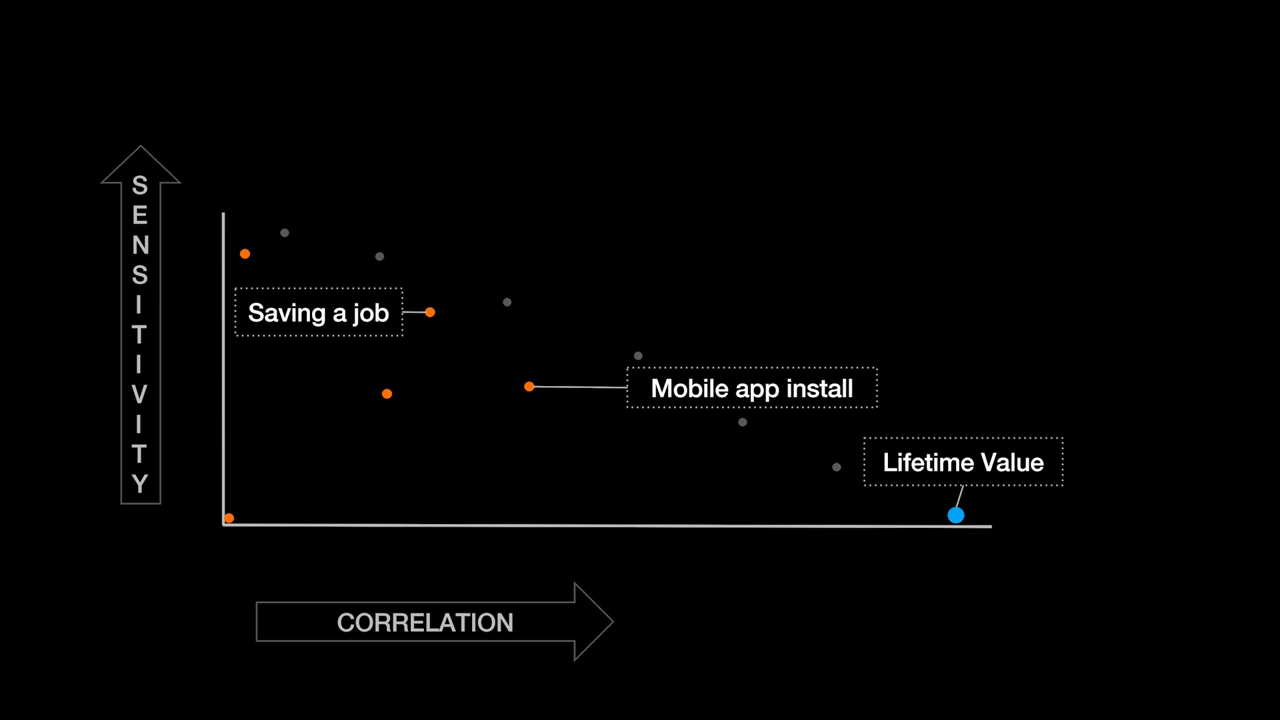 SENSITIVITY
Saving a job
Mobile app install
Lifetime Value
CORRELATION